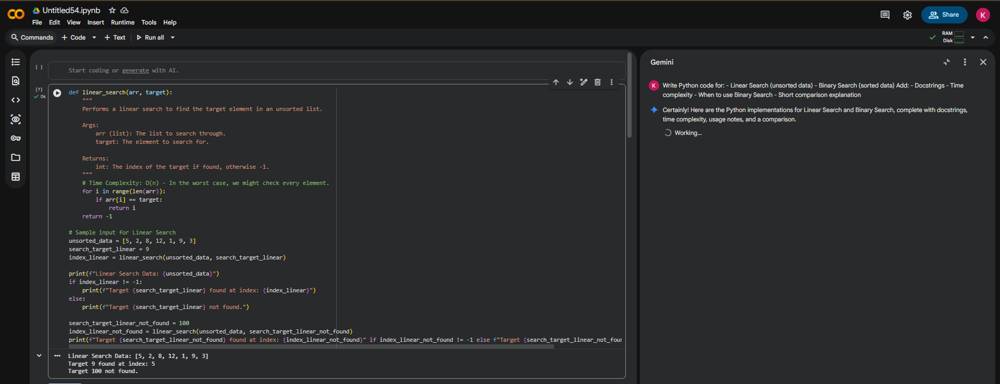 Untitled54.ipynb
File Edit View Insert Runtime Tools Help
Share
K
Commands + Code + Text Run all
RAM
Disk
[ ]
Start coding or generate with AI.
[7]
0s
def linear_search(arr, target):
    """
    Performs a linear search to find the target element in an unsorted list.
    Args:
        arr (list): The list to search through.
        target: The element to search for.
    Returns:
        int: The index of the target if found, otherwise -1.
    """
    # Time Complexity: O(n) - In the worst case, we might check every element.
    for i in range(len(arr)):
        if arr[i] == target:
            return i
    return -1
# Sample input for Linear Search
unsorted_data = [5, 2, 8, 12, 1, 9, 3]
search_target_linear = 9
index_linear = linear_search(unsorted_data, search_target_linear)
print(f"Linear Search Data: {unsorted_data}")
if index_linear != -1:
    print(f"Target {search_target_linear} found at index: {index_linear}")
else:
    print(f"Target {search_target_linear} not found.")
search_target_linear_not_found = 100
index_linear_not_found = linear_search(unsorted_data, search_target_linear_not_found)
print(f"Target {search_target_linear_not_found} found at index: {index_linear_not_found}" if index_linear_not_found != -1 else f"Target {search_target_linear_not_four
Linear Search Data: [5, 2, 8, 12, 1, 9, 3]
Target 9 found at index: 5
Target 100 not found.
Gemini
K
Write Python code for: - Linear Search (unsorted data) - Binary Search (sorted data) Add: - Docstrings - Time
complexity - When to use Binary Search - Short comparison explanation
Certainly! Here are the Python implementations for Linear Search and Binary Search, complete with docstrings,
time complexity, usage notes, and a comparison.
Working...